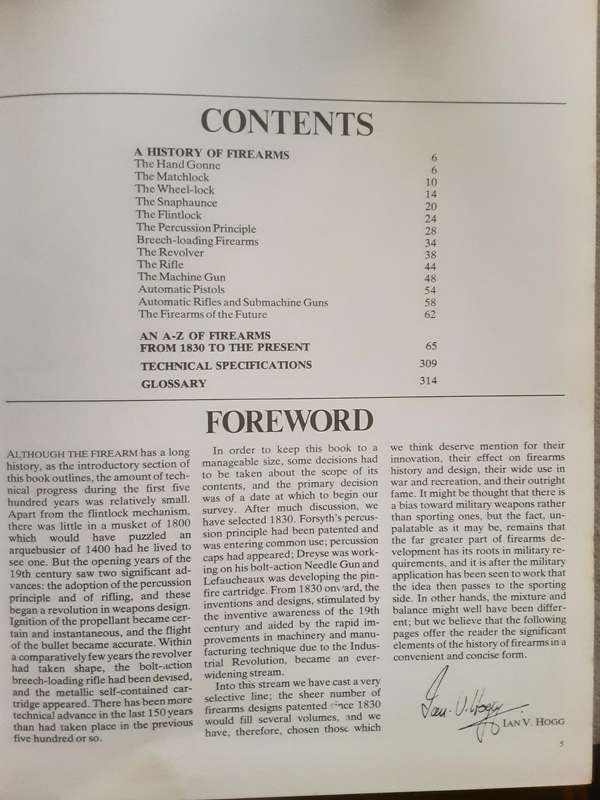 CONTENTS
A HISTORY OF FIREARMS 6
The Hand Gonne 6
The Matchlock 10
The Wheel-lock 14
The Snaphaunce 20
The Flintlock 24
The Percussion Principle 28
Breech-loading Firearms 34
The Revolver 38
The Rifle 44
The Machine Gun 48
Automatic Pistols 54
Automatic Rifles and Submachine Guns 58
The Firearms of the Future 62
AN A-Z OF FIREARMS
FROM 1830 TO THE PRESENT 65
TECHNICAL SPECIFICATIONS 309
GLOSSARY 314
FOREWORD
ALTHOUGH THE FIREARM has a long
history, as the introductory section of
this book outlines, the amount of tech-
nical progress during the first five
hundred years was relatively small.
Apart from the flintlock mechanism,
there was little in a musket of 1800
which would have puzzled an
arquebusier of 1400 had he lived to
see one. But the opening years of the
19th century saw two significant ad-
vances: the adoption of the percussion
principle and of rifling, and these
began a revolution in weapons design.
Ignition of the propellant became cer-
tain and instantaneous, and the flight
of the bullet became accurate. Within
a comparatively few years the revolver
had taken shape, the bolt-action
breech-loading rifle had been devised,
and the metallic self-contained car-
tridge appeared. There has been more
technical advance in the last 150 years
than had taken place in the previous
five hundred or so.
In order to keep this book to a
manageable size, some decisions had
to be taken about the scope of its
contents, and the primary decision
was of a date at which to begin our
survey. After much discussion, we
have selected 1830. Forsyth's percus-
sion principle had been patented and
was entering common use; percussion
caps had appeared; Dreyse was work-
ing on his bolt-action Needle Gun and
Lefaucheaux was developing the pin-
fire cartridge. From 1830 onward, the
inventions and designs, stimulated by
the inventive awareness of the 19th
century and aided by the rapid im-
provements in machinery and manu-
facturing technique due to the Indus-
trial Revolution, became an ever-
widening stream.
Into this stream we have cast a very
selective line; the sheer number of
firearms designs patented since 1830
would fill several volumes, and we
have, therefore, chosen those which
we think deserve mention for their
innovation, their effect on firearms
history and design, their wide use in
war and recreation, and their outright
fame. It might be thought that there is
a bias toward military weapons rather
than sporting ones, but the fact, un-
palatable as it may be, remains that
the far greater part of firearms de-
velopment has its roots in military re-
quirements, and it is after the military
application has been seen to work that
the idea then passes to the sporting
side. In other hands, the mixture and
balance might well have been differ-
ent; but we believe that the following
pages offer the reader the significant
elements of the history of firearms in a
convenient and concise form.
Ian.V.Hogg
IAN V. HOGG
5